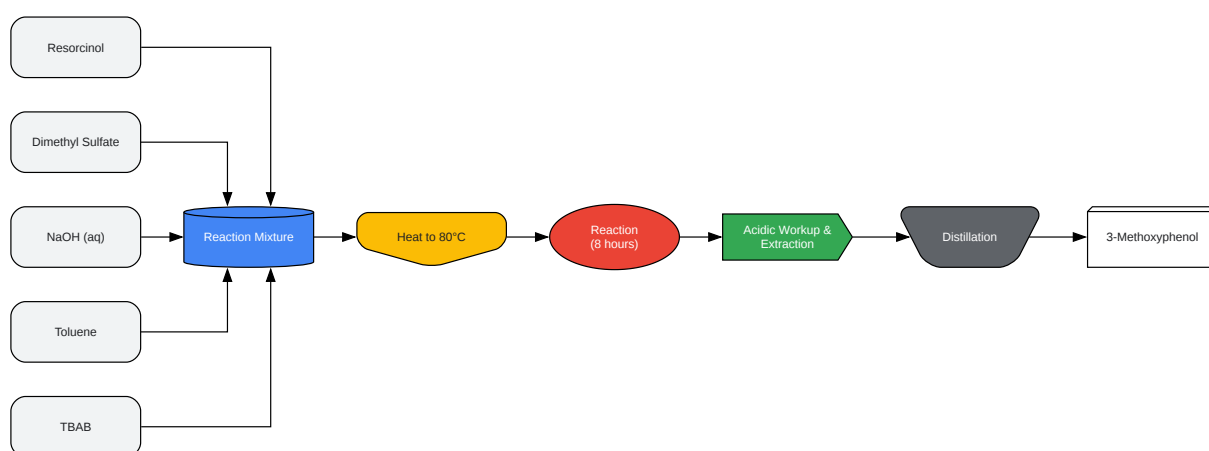 Resorcinol
Dimethyl Sulfate
NaOH (aq)
Toluene
TBAB
Reaction Mixture
Heat to 80°C
Reaction
(8 hours)
Acidic Workup &
Extraction
Distillation
3-Methoxyphenol